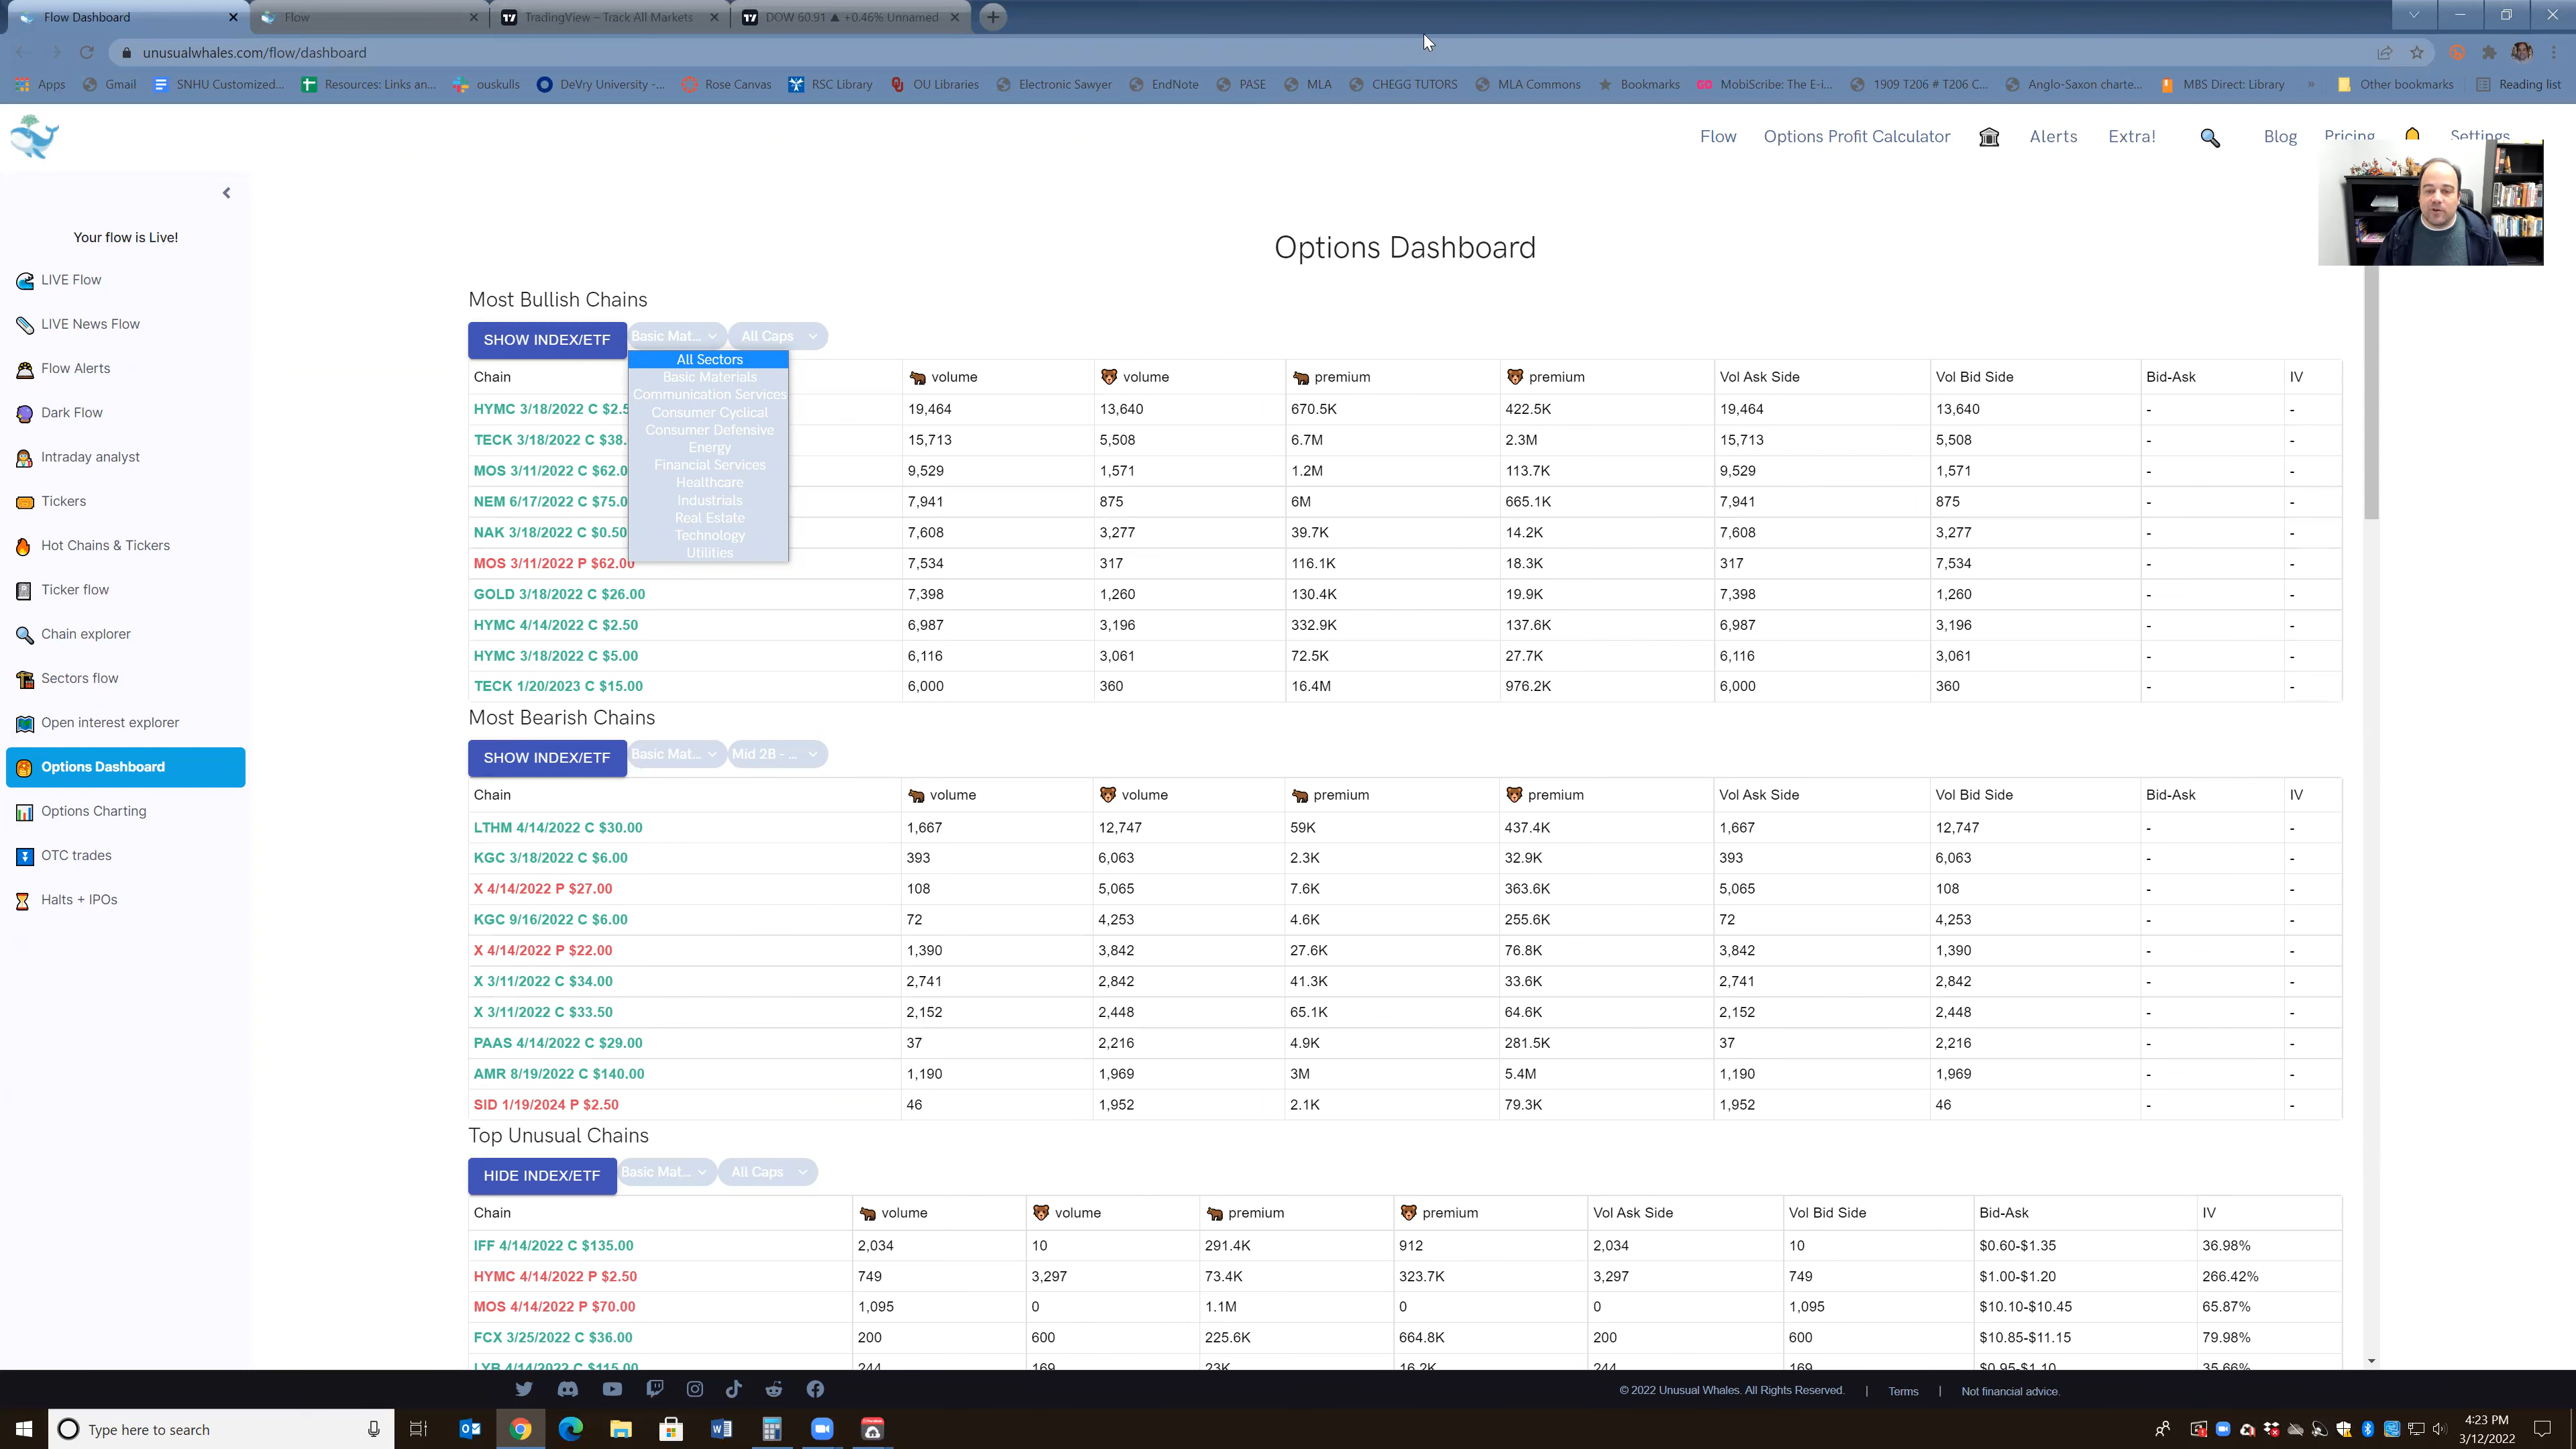 Flow Dashboard Flow TradingView – Track All Markets DOW 60.91 ▲ +0.46% Unnamed
unusualwhales.com/flow/dashboard
Apps Gmail SNHU Customized... Resources: Links an... ouskulls DeVry University -... Rose Canvas RSC Library OU Libraries Electronic Sawyer EndNote PASE MLA CHEGG TUTORS MLA Commons Bookmarks MobiScribe: The E-i... 1909 T206 # T206 C... Anglo-Saxon charte... MBS Direct: Library » Other bookmarks Reading list
Flow Options Profit Calculator Alerts Extra! Blog Pricing Settings
Your flow is Live!
LIVE Flow
LIVE News Flow
Flow Alerts
Dark Flow
Intraday analyst
Tickers
Hot Chains & Tickers
Ticker flow
Chain explorer
Sectors flow
Open interest explorer
Options Dashboard
Options Charting
OTC trades
Halts + IPOs
Options Dashboard
Most Bullish Chains
SHOW INDEX/ETF Basic Mat... All Caps
All Sectors
Basic Materials
Communication Services
Consumer Cyclical
Consumer Defensive
Energy
Financial Services
Healthcare
Industrials
Real Estate
Technology
Utilities
Chain volume volume premium premium Vol Ask Side Vol Bid Side Bid-Ask IV
HYMC 3/18/2022 C $2.5 19,464 13,640 670.5K 422.5K 19,464 13,640 - -
TECK 3/18/2022 C $38. 15,713 5,508 6.7M 2.3M 15,713 5,508 - -
MOS 3/11/2022 C $62.0 9,529 1,571 1.2M 113.7K 9,529 1,571 - -
NEM 6/17/2022 C $75.0 7,941 875 6M 665.1K 7,941 875 - -
NAK 3/18/2022 C $0.50 7,608 3,277 39.7K 14.2K 7,608 3,277 - -
MOS 3/11/2022 P $62.00 7,534 317 116.1K 18.3K 317 7,534 - -
GOLD 3/18/2022 C $26.00 7,398 1,260 130.4K 19.9K 7,398 1,260 - -
HYMC 4/14/2022 C $2.50 6,987 3,196 332.9K 137.6K 6,987 3,196 - -
HYMC 3/18/2022 C $5.00 6,116 3,061 72.5K 27.7K 6,116 3,061 - -
TECK 1/20/2023 C $15.00 6,000 360 16.4M 976.2K 6,000 360 - -
Most Bearish Chains
SHOW INDEX/ETF Basic Mat... Mid 2B - ...
Chain volume volume premium premium Vol Ask Side Vol Bid Side Bid-Ask IV
LTHM 4/14/2022 C $30.00 1,667 12,747 59K 437.4K 1,667 12,747 - -
KGC 3/18/2022 C $6.00 393 6,063 2.3K 32.9K 393 6,063 - -
X 4/14/2022 P $27.00 108 5,065 7.6K 363.6K 5,065 108 - -
KGC 9/16/2022 C $6.00 72 4,253 4.6K 255.6K 72 4,253 - -
X 4/14/2022 P $22.00 1,390 3,842 27.6K 76.8K 3,842 1,390 - -
X 3/11/2022 C $34.00 2,741 2,842 41.3K 33.6K 2,741 2,842 - -
X 3/11/2022 C $33.50 2,152 2,448 65.1K 64.6K 2,152 2,448 - -
PAAS 4/14/2022 C $29.00 37 2,216 4.9K 281.5K 37 2,216 - -
AMR 8/19/2022 C $140.00 1,190 1,969 3M 5.4M 1,190 1,969 - -
SID 1/19/2024 P $2.50 46 1,952 2.1K 79.3K 1,952 46 - -
Top Unusual Chains
HIDE INDEX/ETF Basic Mat... All Caps
Chain volume volume premium premium Vol Ask Side Vol Bid Side Bid-Ask IV
IFF 4/14/2022 C $135.00 2,034 10 291.4K 912 2,034 10 $0.60-$1.35 36.98%
HYMC 4/14/2022 P $2.50 749 3,297 73.4K 323.7K 3,297 749 $1.00-$1.20 266.42%
MOS 4/14/2022 P $70.00 1,095 0 1.1M 0 0 1,095 $10.10-$10.45 65.87%
FCX 3/25/2022 C $36.00 200 600 225.6K 664.8K 200 600 $10.85-$11.15 79.98%
LYB 4/14/2022 C $115.00 244 169 23K 16.2K 244 169 $0.95-$1.10 35.66%
© 2022 Unusual Whales. All Rights Reserved. | Terms | Not financial advice.
Type here to search
4:23 PM
3/12/2022